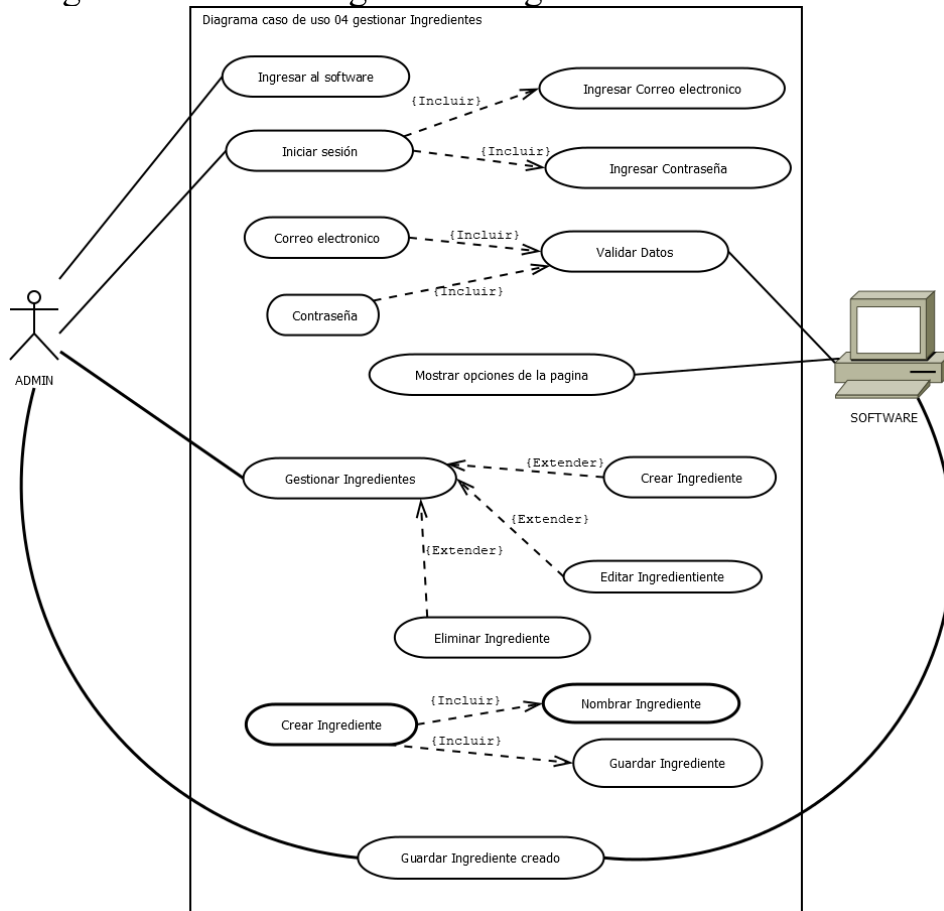 Diagrama caso de uso 04 gestionar Ingredientes
Ingresar al software
Ingresar Correo electronico
{Incluir}
Iniciar sesión
{Incluir}
Ingresar Contraseña
Correo electronico
{Incluir}
Validar Datos
{Incluir}
Contraseña
ADMIN
Mostrar opciones de la pagina
SOFTWARE
{Extender}
Gestionar Ingredientes
Crear Ingrediente
{Extender}
{Extender}
Editar Ingredientiente
Eliminar Ingrediente
{Incluir}
Nombrar Ingrediente
Crear Ingrediente
{Incluir}
Guardar Ingrediente
Guardar Ingrediente creado